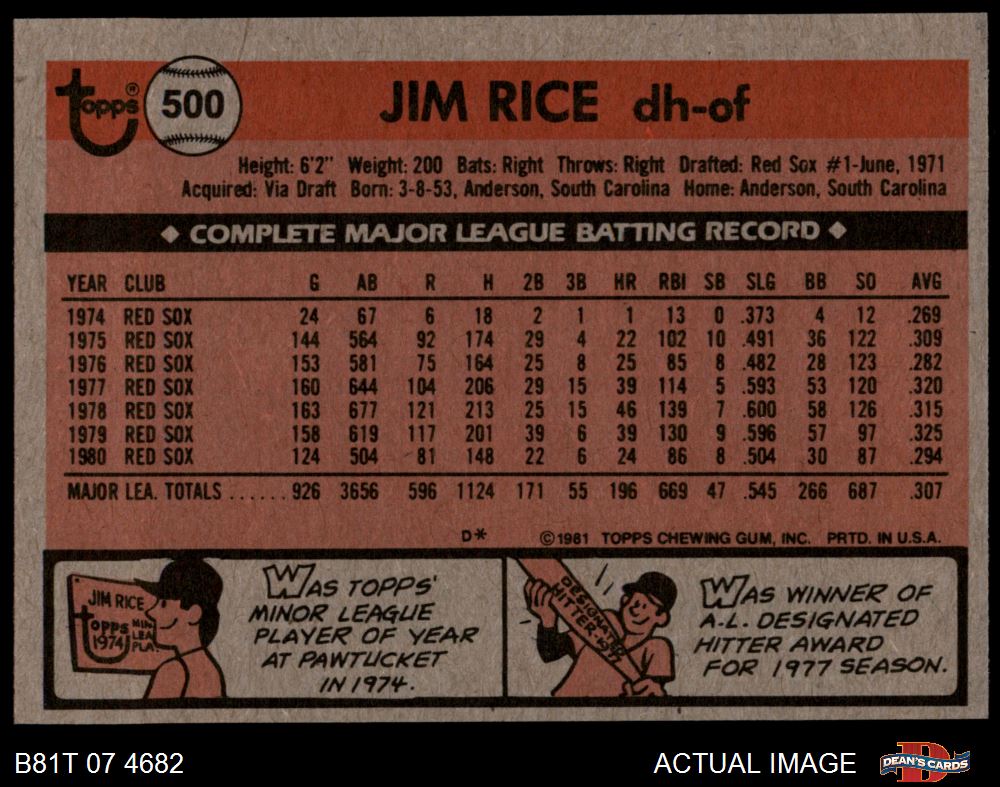 Topps® 500 JIM RICE dh-of
Height: 6'2" Weight: 200 Bats: Right Throws: Right Drafted: Red Sox #1-June, 1971
Acquired: Via Draft Born: 3-8-53, Anderson, South Carolina Home: Anderson, South Carolina
◆ COMPLETE MAJOR LEAGUE BATTING RECORD ◆
YEAR CLUB G AB R H 2B 3B HR RBI SB SLG BB SO AVG
1974 RED SOX 24 67 6 18 2 1 1 13 0 .373 4 12 .269
1975 RED SOX 144 564 92 174 29 4 22 102 10 .491 36 122 .309
1976 RED SOX 153 581 75 164 25 8 25 85 8 .482 28 123 .282
1977 RED SOX 160 644 104 206 29 15 39 114 5 .593 53 120 .320
1978 RED SOX 163 677 121 213 25 15 46 139 7 .600 58 126 .315
1979 RED SOX 158 619 117 201 39 6 39 130 9 .596 57 97 .325
1980 RED SOX 124 504 81 148 22 6 24 86 8 .504 30 87 .294
MAJOR LEA. TOTALS ...... 926 3656 596 1124 171 55 196 669 47 .545 266 687 .307
D* ©1981 TOPPS CHEWING GUM, INC. PRTD. IN U.S.A.
JIM RICE
Topps MIN.
LEA.
1974 PLA.
WAS TOPPS'
MINOR LEAGUE
PLAYER OF YEAR
AT PAWTUCKET
IN 1974.
DESIGNATED
HITTER-1977
WAS WINNER OF
A.L. DESIGNATED
HITTER AWARD
FOR 1977 SEASON.
B81T 07 4682 ACTUAL IMAGE DEAN'S CARDS